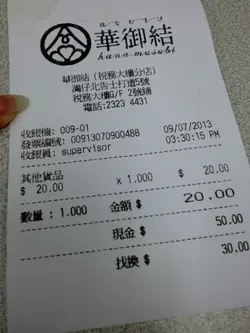 はなむすび
華御結
hana-musubi
華御結 (稅務大樓分店)
灣仔北告士打道5號
稅務大樓G/F 2號鋪
電話:2323 4431
收銀機: 009-01 09/07/2013
發票編號: 00913070900488 03:30:15 PM
收銀員: supervisor
其他貨品
$ 20.00 x 1.000 $ 20.00
數量 : 1.000 金額 $ 20.00
現金 $ 50.00
找換 $ 30.00